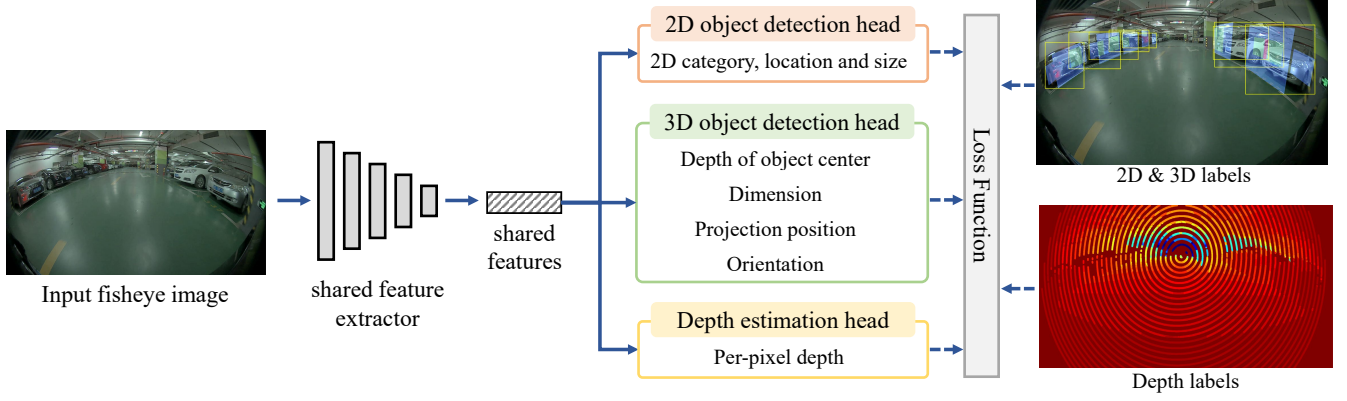 Input fisheye image
shared feature
extractor
shared
features
2D object detection head
2D category, location and size
3D object detection head
Depth of object center
Dimension
Projection position
Orientation
Depth estimation head
Per-pixel depth
Loss Function
2D & 3D labels
Depth labels